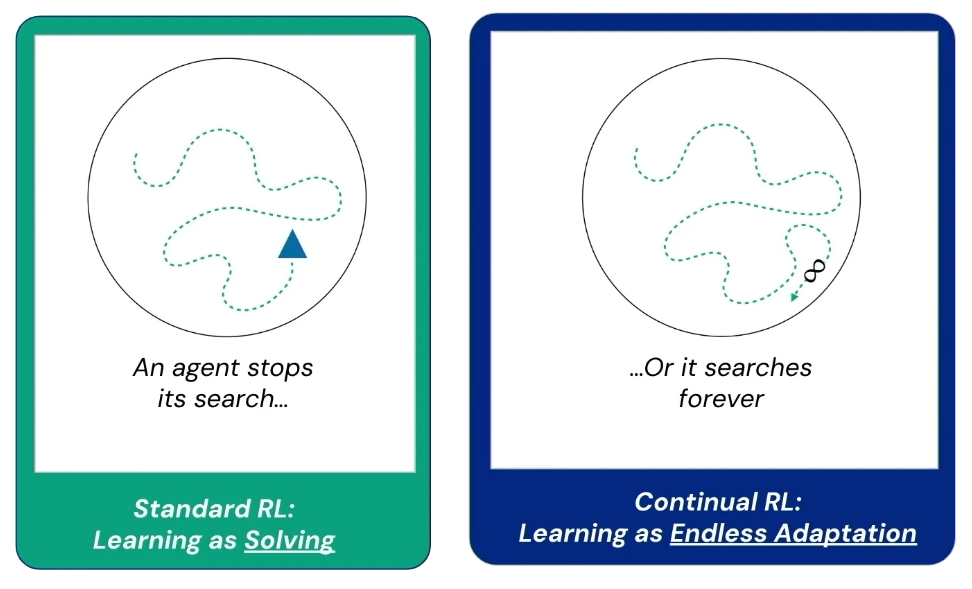 An agent stops
its search...
Standard RL:
Learning as Solving
∞
...Or it searches
forever
Continual RL:
Learning as Endless Adaptation